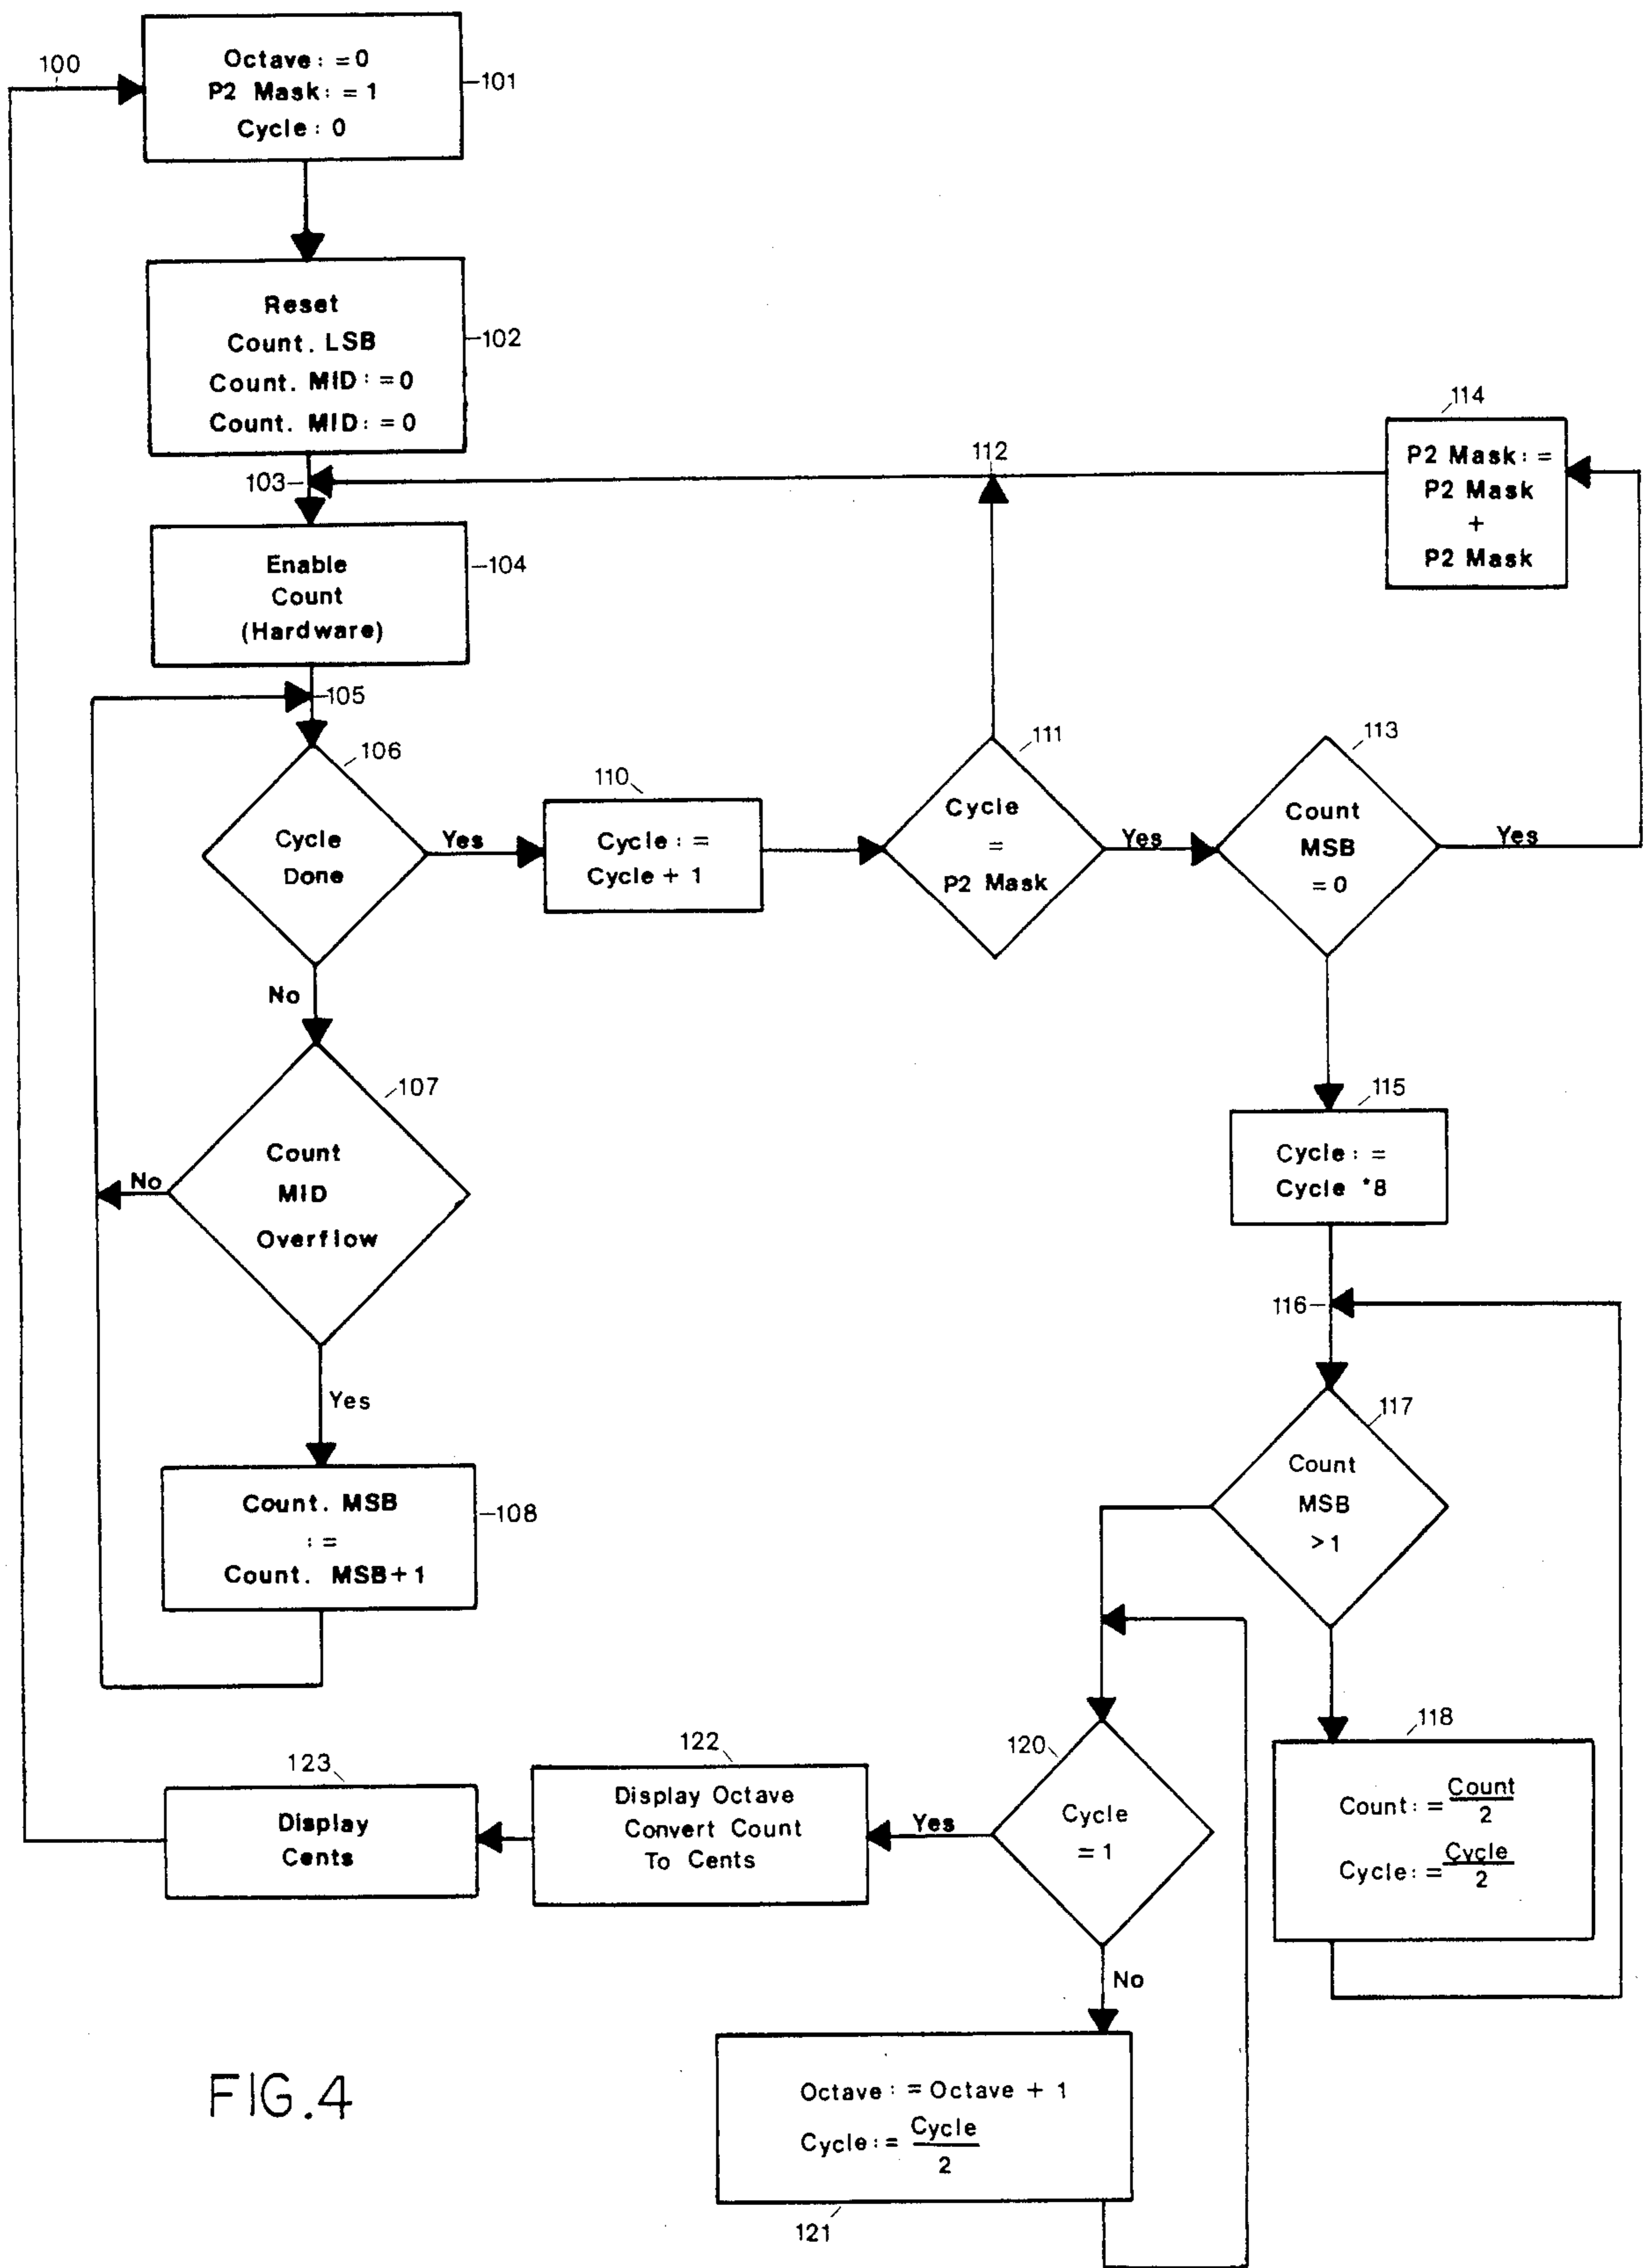 100
Octave := 0
P2 Mask := 1
Cycle : 0
101
Reset
Count. LSB
Count. MID := 0
Count. MID := 0
102
103
112
114
P2 Mask :=
P2 Mask
+
P2 Mask
Enable
Count
(Hardware)
104
105
106
Cycle
Done
Yes
No
110
Cycle :=
Cycle + 1
111
Cycle
=
P2 Mask
Yes
113
Count
MSB
= 0
Yes
107
Count
MID
Overflow
No
Yes
108
Count. MSB
:=
Count. MSB+1
115
Cycle :=
Cycle *8
116
117
Count
MSB
>1
118
Count := Count
2
Cycle := Cycle
2
120
Cycle
= 1
Yes
No
122
Display Octave
Convert Count
To Cents
123
Display
Cents
Octave := Octave + 1
Cycle := Cycle
2
121
FIG.4